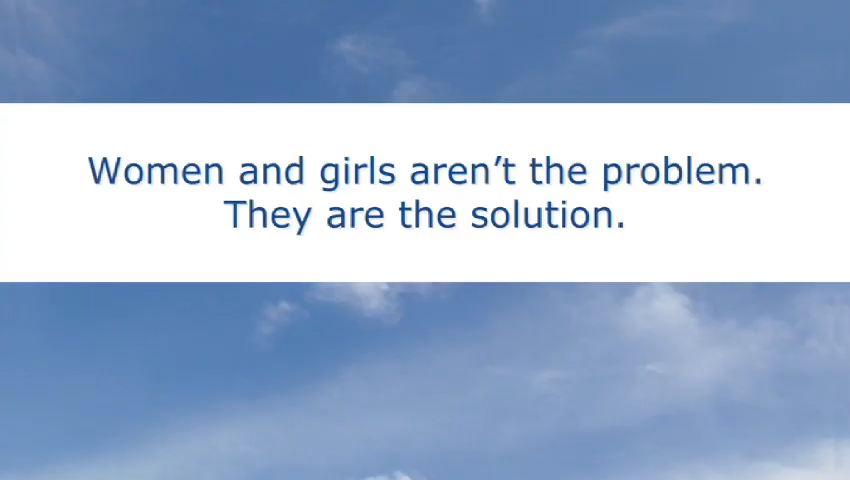 Women and girls aren’t the problem.
They are the solution.